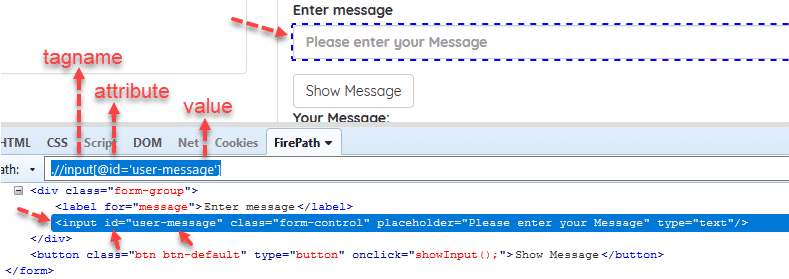 Enter message
Please enter your Message
tagname
attribute
value
Show Message
Your Message:
HTML CSS Script DOM Net Cookies FirePath
ath: .//input[@id='user-message']
<div class="form-group">
<label for="message">Enter message</label>
<input id="user-message" class="form-control" placeholder="Please enter your Message" type="text"/>
</div>
<button class="btn btn-default" type="button" onclick="showInput();">Show Message</button>
</form>